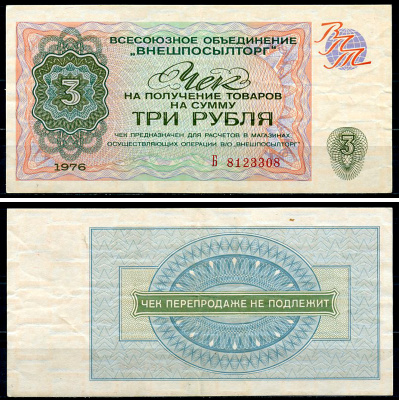 ВСЕСОЮЗНОЕ ОБЪЕДИНЕНИЕ
„ВНЕШПОСЫЛТОРГ"
ВПТ
Чек
3
НА ПОЛУЧЕНИЕ ТОВАРОВ
НА СУММУ
ТРИ РУБЛЯ
ЧЕК ПРЕДНАЗНАЧЕН ДЛЯ РАСЧЕТОВ В МАГАЗИНАХ
ОСУЩЕСТВЛЯЮЩИХ ОПЕРАЦИИ В/О „ВНЕШПОСЫЛТОРГ"
3
1976
Б 8123308
ЧЕК ПЕРЕПРОДАЖЕ НЕ ПОДЛЕЖИТ